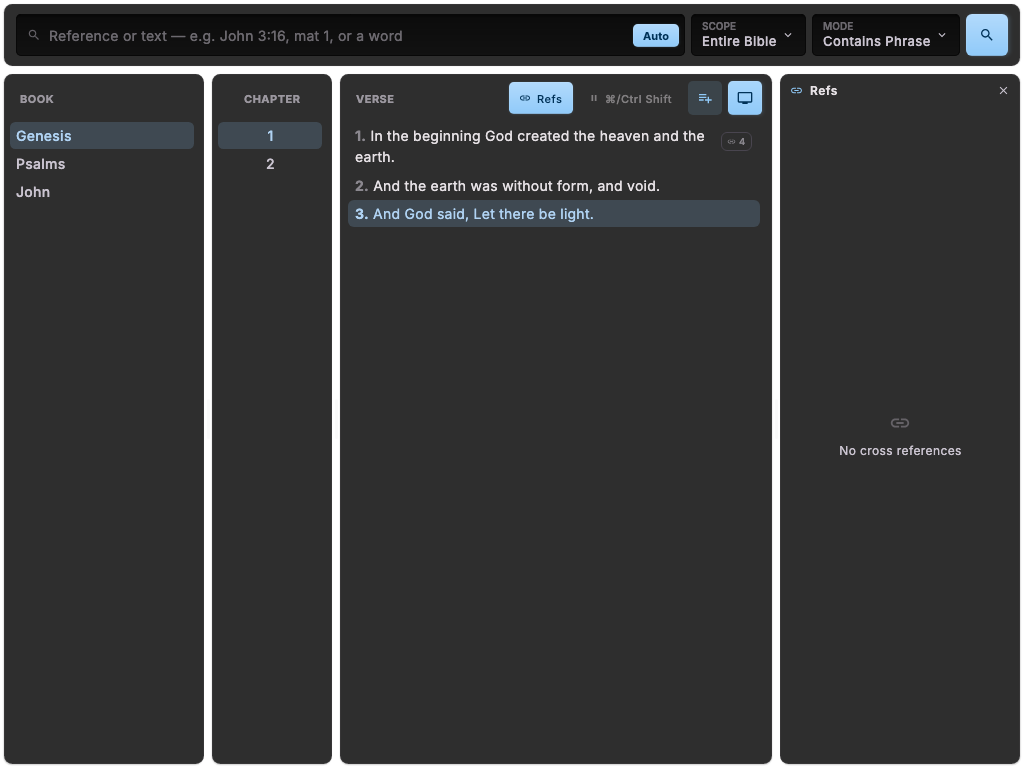 Reference or text — e.g. John 3:16, mat 1, or a word
Auto
SCOPE
Entire Bible
MODE
Contains Phrase
BOOK
Genesis
Psalms
John
CHAPTER
1
2
VERSE
Refs
⌘/Ctrl Shift
1. In the beginning God created the heaven and the
earth.
4
2. And the earth was without form, and void.
3. And God said, Let there be light.
Refs
No cross references